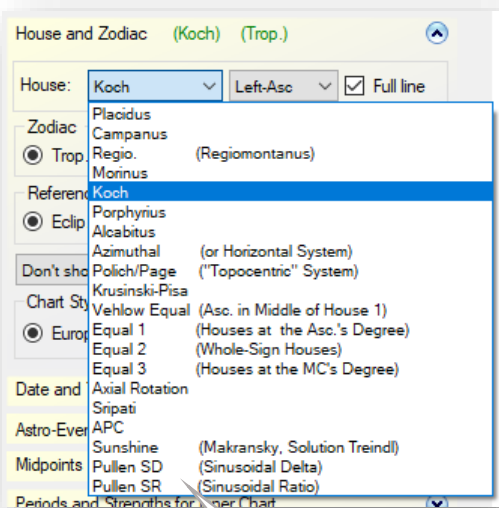 House and Zodiac (Koch) (Trop.)
House: Koch Left-Asc Full line
Placidus
Campanus
Zodiac
Trop. Regio. (Regiomontanus)
Morinus
Referenc Koch
Porphyrius
Eclip Alcabitus
Azimuthal (or Horizontal System)
Don't sho Polich/Page ("Topocentric" System)
Krusinski-Pisa
Chart Sty Vehlow Equal (Asc. in Middle of House 1)
Europ Equal 1 (Houses at the Asc.'s Degree)
Equal 2 (Whole-Sign Houses)
Equal 3 (Houses at the MC's Degree)
Date and Axial Rotation
Sripati
Astro-Ever APC
Sunshine (Makransky, Solution Treindl)
Midpoints Pullen SD (Sinusoidal Delta)
Pullen SR (Sinusoidal Ratio)
Periods and Strengths for Chart